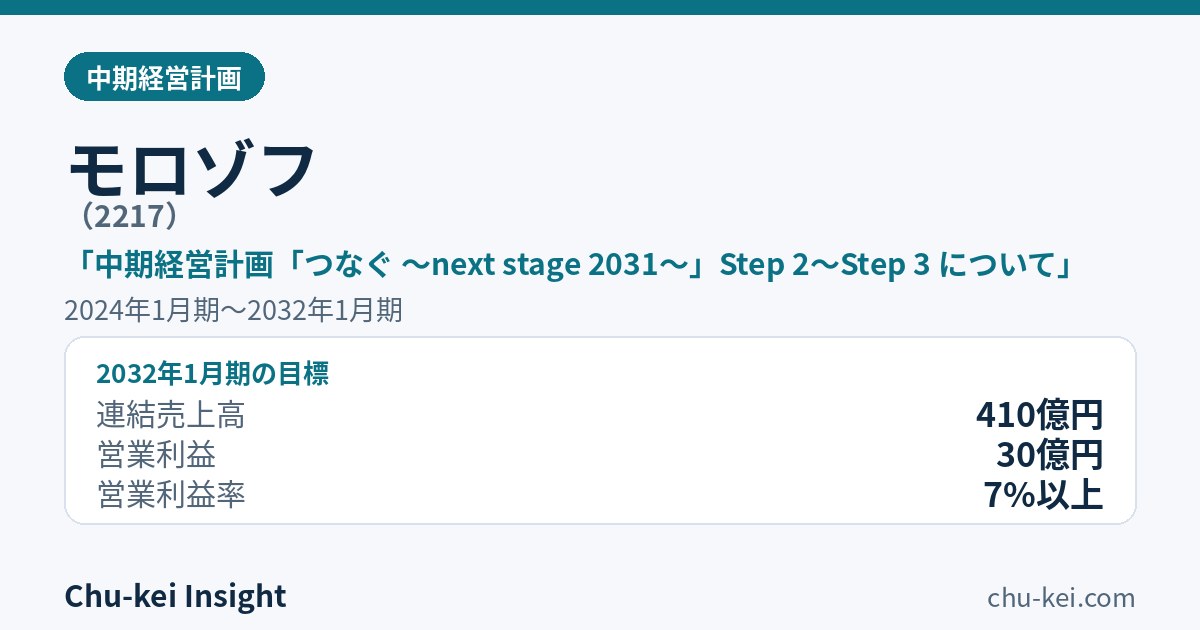 中期経営計画
モロゾフ
（2217）
「中期経営計画「つなぐ ～next stage 2031～」Step 2～Step 3 について」
2024年1月期～2032年1月期
2032年1月期の目標
連結売上高 410億円
営業利益 30億円
営業利益率 7%以上
Chu-kei Insight chu-kei.com